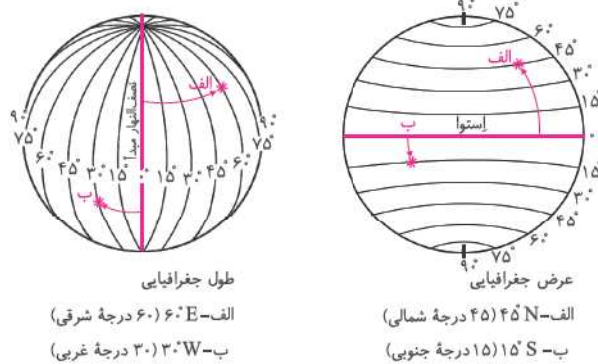 ۹۰° ۷۵° ۶۰° ۴۵° ۳۰° ۱۵° ۰ ۱۵° ۳۰° ۴۵° ۶۰° ۷۵° ۹۰°
الف
اِستوا
ب
عرض جغرافیایی
الف-۴۵°N (۴۵ درجهٔ شمالی)
ب- ۱۵°S (۱۵ درجهٔ جنوبی)
الف
نصف‌النهار مبدأ
۹۰° ۷۵° ۶۰° ۴۵° ۳۰° ۱۵° ۰ ۱۵° ۳۰° ۴۵° ۶۰° ۷۵° ۹۰°
ب
طول جغرافیایی
الف-۶۰°E (۶۰ درجهٔ شرقی)
ب-۳۰°W (۳۰ درجهٔ غربی)